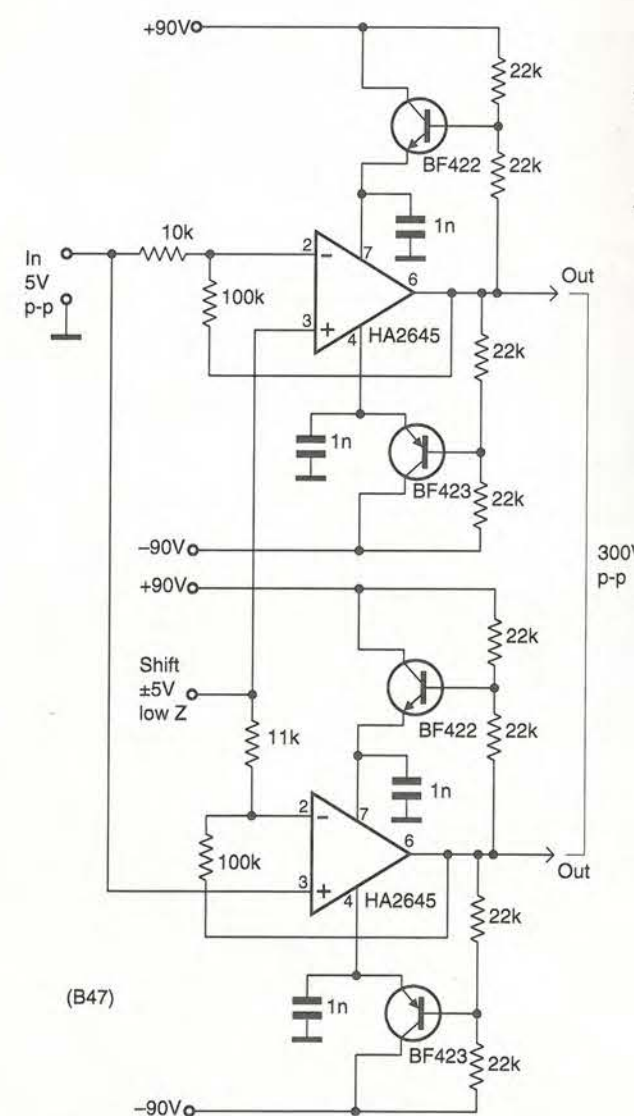 +90V
22k
BF422
22k
1n
10k
In
5V
p-p
2
−
7
6
Out
100k
3
+
4
HA2645
22k
1n
BF423
22k
−90V
300V
p-p
+90V
22k
Shift
±5V
low Z
BF422
22k
11k
1n
2
−
7
6
100k
3
+
4
HA2645
Out
22k
(B47)
1n
BF423
22k
−90V